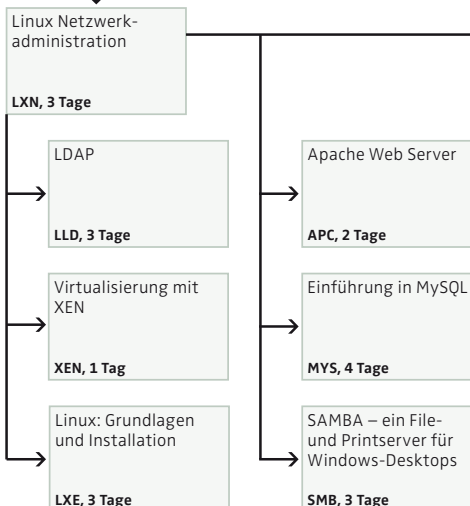 Linux Netzwerk-
administration
LXN, 3 Tage
LDAP
LLD, 3 Tage
Virtualisierung mit
XEN
XEN, 1 Tag
Linux: Grundlagen
und Installation
LXE, 3 Tage
Apache Web Server
APC, 2 Tage
Einführung in MySQL
MYS, 4 Tage
SAMBA – ein File-
und Printserver für
Windows-Desktops
SMB, 3 Tage